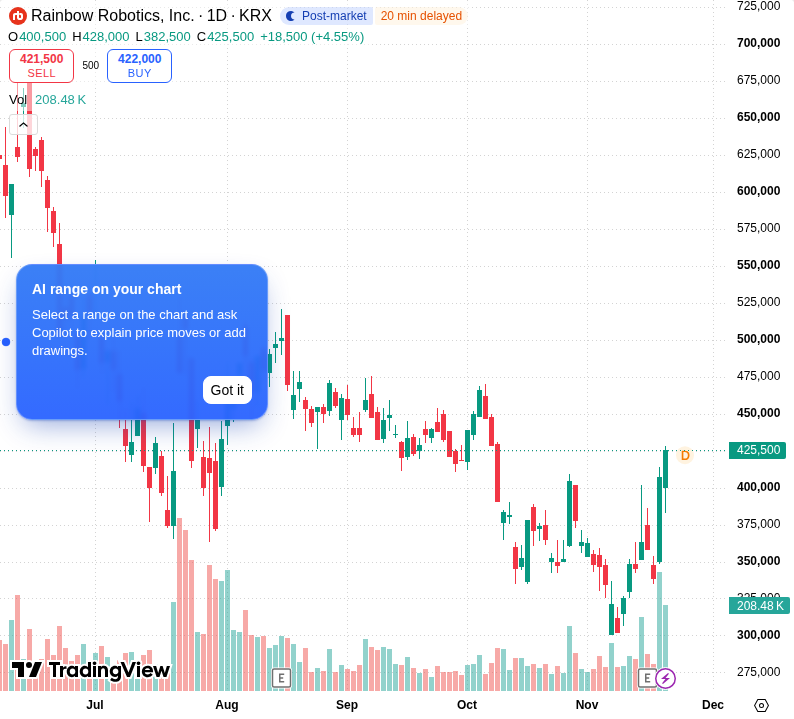 Rainbow Robotics, Inc. · 1D · KRX Post-market 20 min delayed
O400,500 H428,000 L382,500 C425,500 +18,500 (+4.55%)
421,500 SELL 500 422,000 BUY
Vol 208.48 K
725,000
700,000
675,000
650,000
625,000
600,000
575,000
550,000
525,000
500,000
475,000
450,000
425,500
400,000
375,000
350,000
325,000
208.48 K
300,000
275,000
AI range on your chart
Select a range on the chart and ask
Copilot to explain price moves or add
drawings.
Got it
D
TradingView
E E
Jul Aug Sep Oct Nov Dec